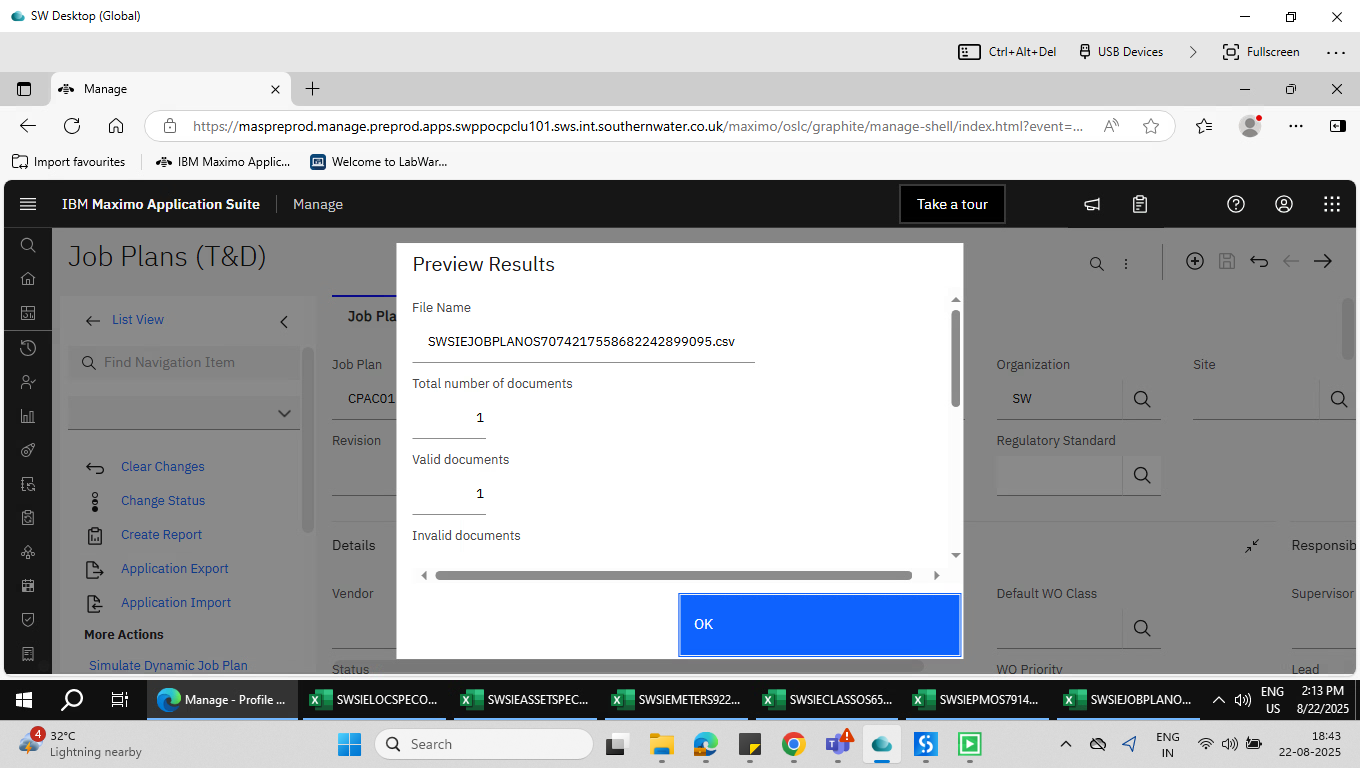 SW Desktop (Global)
Ctrl+Alt+Del
USB Devices
Fullscreen
Manage
https://maspreprod.manage.preprod.apps.swppocpclu101.sws.int.southernwater.co.uk/maximo/oslc/graphite/manage-shell/index.html?event=...
Import favourites
IBM Maximo Applic...
Welcome to LabWar...
IBM Maximo Application Suite
Manage
Take a tour
Job Plans (T&D)
List View
Find Navigation Item
Clear Changes
Change Status
Create Report
Application Export
Application Import
More Actions
Simulate Dynamic Job Plan
Job Pla
Job Plan
CPAC01
Revision
Details
Vendor
Status
Preview Results
File Name
SWSIEJOBPLANOS7074217558682242899095.csv
Total number of documents
1
Valid documents
1
Invalid documents
OK
Organization
SW
Site
Regulatory Standard
Responsib
Default WO Class
Supervisor
WO Priority
Lead
Manage - Profile ...
SWSIELOCSPECO...
SWSIEASSETSPEC...
SWSIEMETERS922...
SWSIECLASSOS65...
SWSIEPMOS7914...
SWSIEJOBPLANO...
ENG
US
2:13 PM
8/22/2025
4
32°C
Lightning nearby
Search
ENG
IN
18:43
22-08-2025